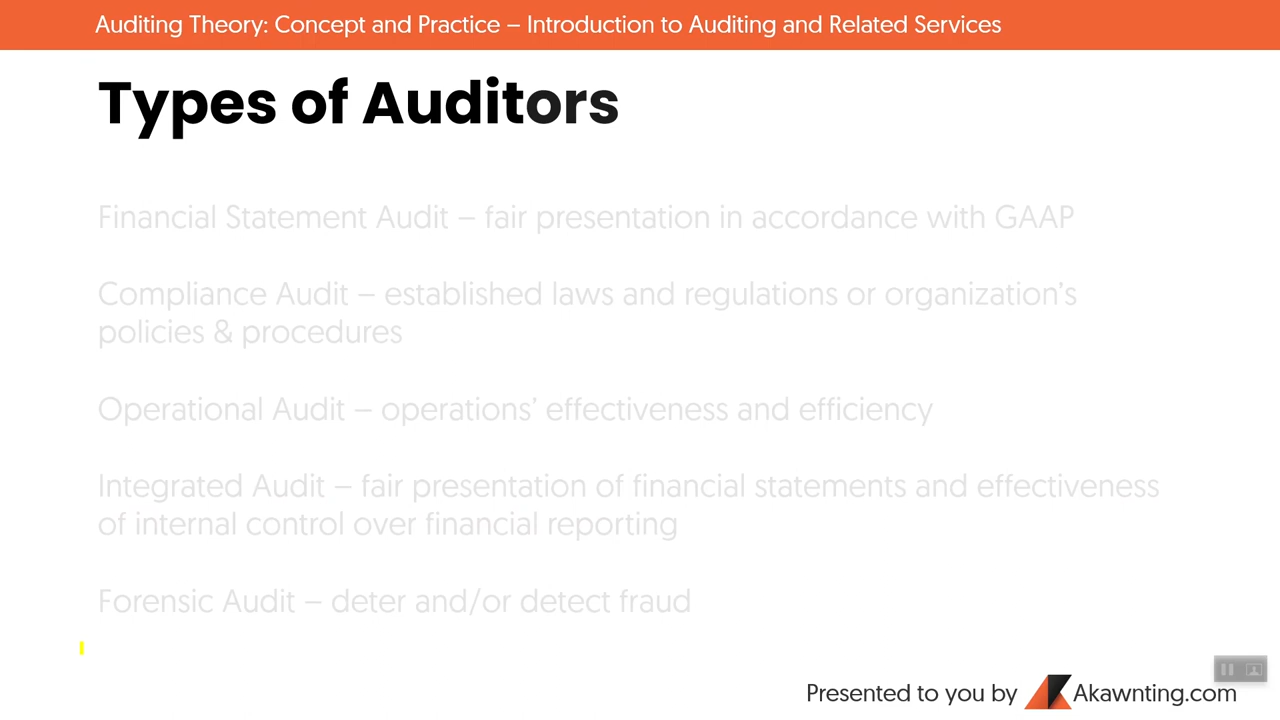 Auditing Theory: Concept and Practice – Introduction to Auditing and Related Services
Types of Auditors
Financial Statement Audit – fair presentation in accordance with GAAP
Compliance Audit – established laws and regulations or organization’s
policies & procedures
Operational Audit – operations’ effectiveness and efficiency
Integrated Audit – fair presentation of financial statements and effectiveness
of internal control over financial reporting
Forensic Audit – deter and/or detect fraud
Presented to you by Akawnting.com